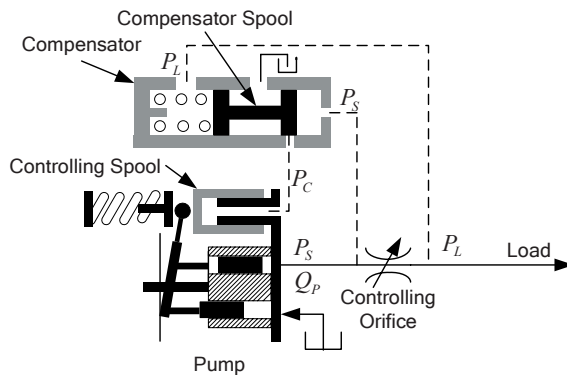 Compensator Spool
Compensator
P_L
P_S
Controlling Spool
P_C
P_S
P_L
Load
Q_P
Controlling
Orifice
Pump